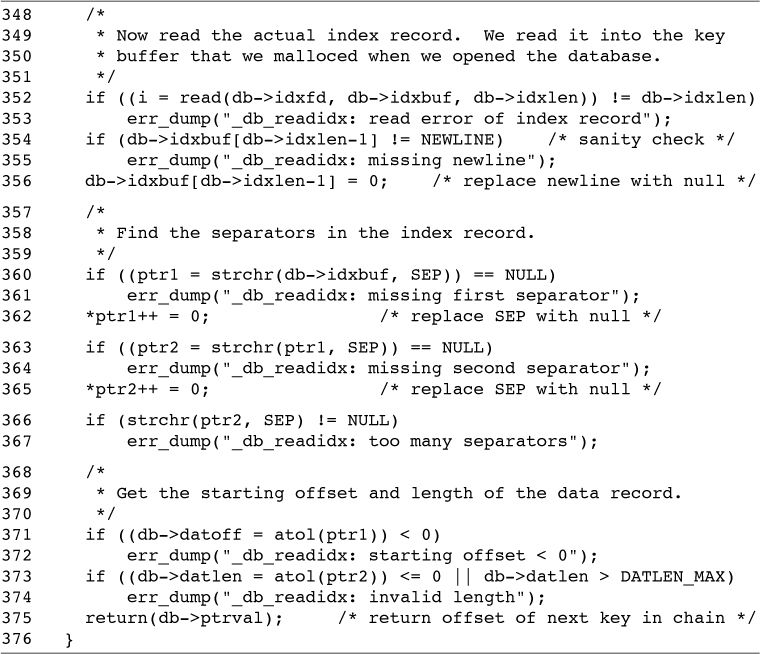 348     /*
349      * Now read the actual index record.  We read it into the key
350      * buffer that we malloced when we opened the database.
351      */
352     if ((i = read(db->idxfd, db->idxbuf, db->idxlen)) != db->idxlen)
353         err_dump("_db_readidx: read error of index record");
354     if (db->idxbuf[db->idxlen-1] != NEWLINE)    /* sanity check */
355         err_dump("_db_readidx: missing newline");
356     db->idxbuf[db->idxlen-1] = 0;    /* replace newline with null */
357     /*
358      * Find the separators in the index record.
359      */
360     if ((ptr1 = strchr(db->idxbuf, SEP)) == NULL)
361         err_dump("_db_readidx: missing first separator");
362     *ptr1++ = 0;                /* replace SEP with null */
363     if ((ptr2 = strchr(ptr1, SEP)) == NULL)
364         err_dump("_db_readidx: missing second separator");
365     *ptr2++ = 0;                /* replace SEP with null */
366     if (strchr(ptr2, SEP) != NULL)
367         err_dump("_db_readidx: too many separators");
368     /*
369      * Get the starting offset and length of the data record.
370      */
371     if ((db->datoff = atol(ptr1)) < 0)
372         err_dump("_db_readidx: starting offset < 0");
373     if ((db->datlen = atol(ptr2)) <= 0 || db->datlen > DATLEN_MAX)
374         err_dump("_db_readidx: invalid length");
375     return(db->ptrval);     /* return offset of next key in chain */
376   }